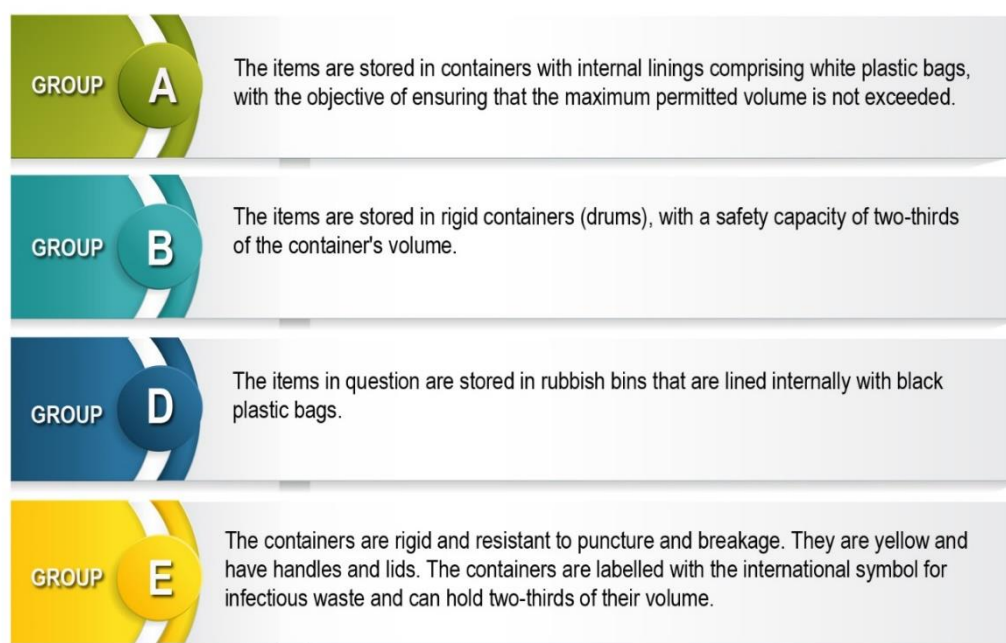 GROUP A
The items are stored in containers with internal linings comprising white plastic bags,
with the objective of ensuring that the maximum permitted volume is not exceeded.
GROUP B
The items are stored in rigid containers (drums), with a safety capacity of two-thirds
of the container's volume.
GROUP D
The items in question are stored in rubbish bins that are lined internally with black
plastic bags.
GROUP E
The containers are rigid and resistant to puncture and breakage. They are yellow and
have handles and lids. The containers are labelled with the international symbol for
infectious waste and can hold two-thirds of their volume.